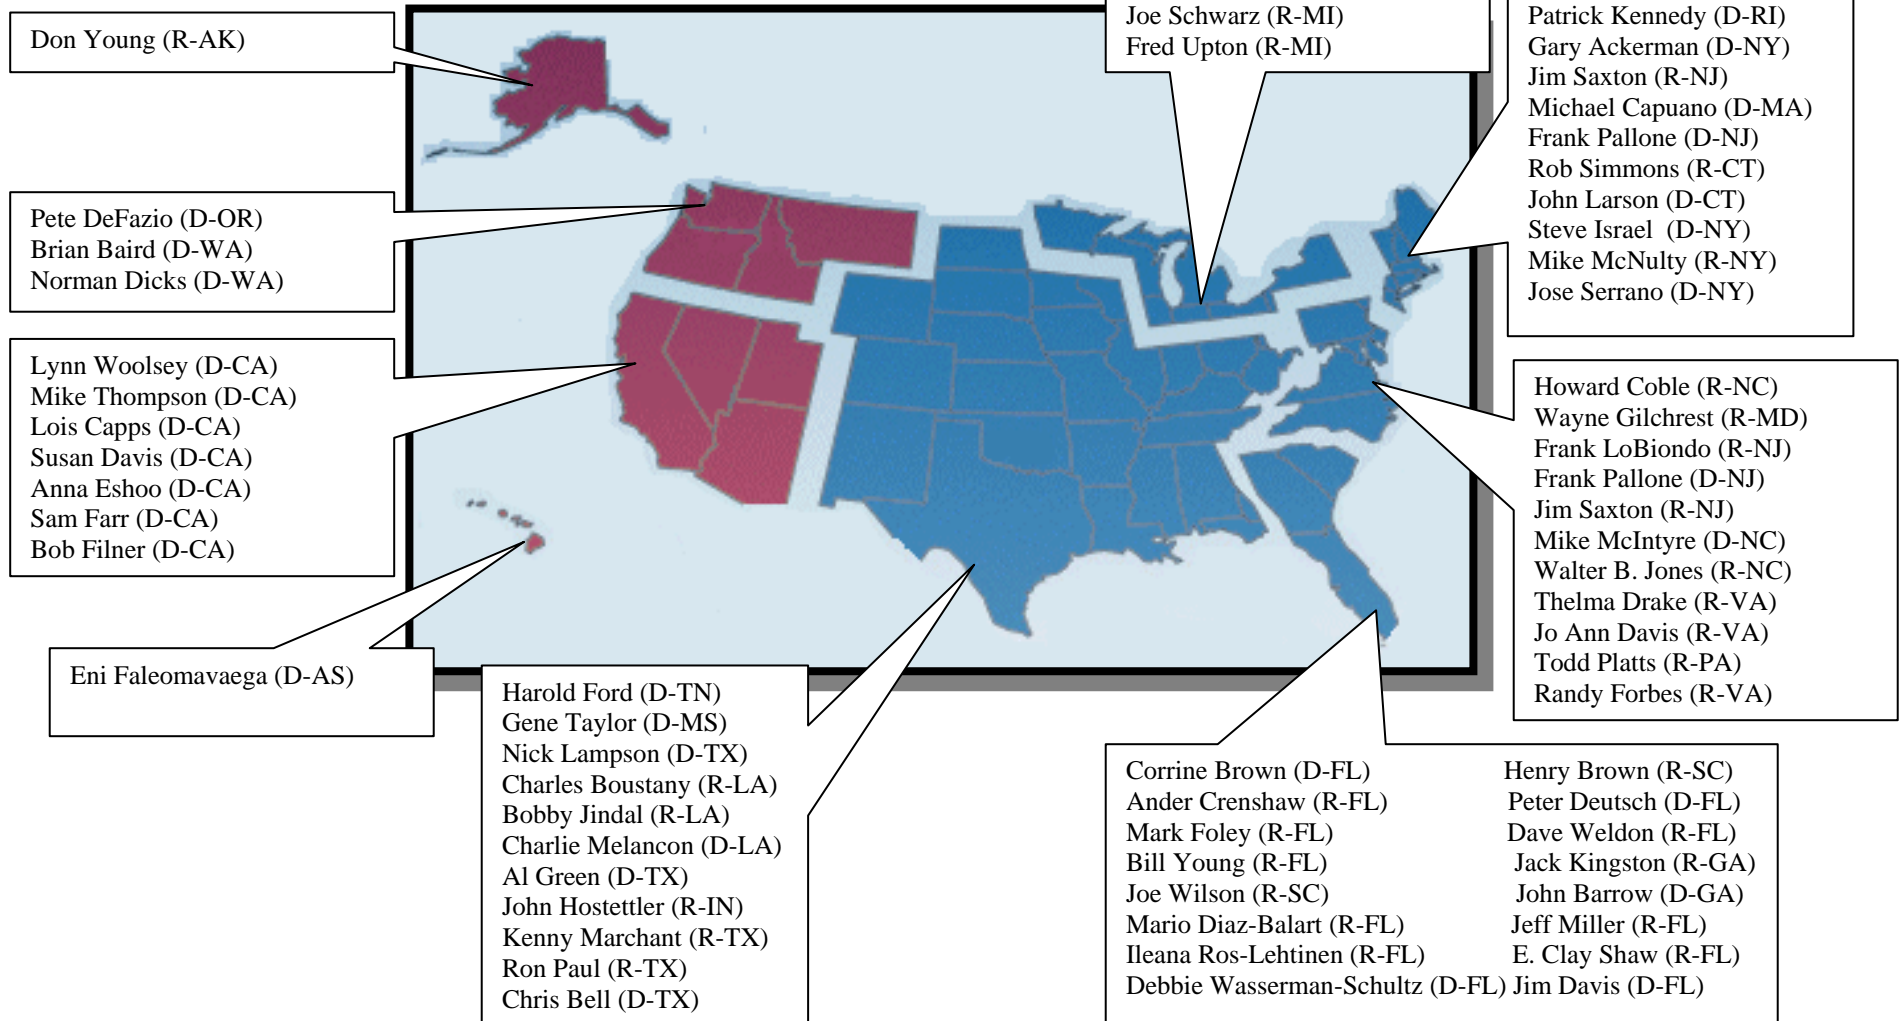 Don Young (R-AK)
Pete DeFazio (D-OR)
Brian Baird (D-WA)
Norman Dicks (D-WA)
Lynn Woolsey (D-CA)
Mike Thompson (D-CA)
Lois Capps (D-CA)
Susan Davis (D-CA)
Anna Eshoo (D-CA)
Sam Farr (D-CA)
Bob Filner (D-CA)
Eni Faleomavaega (D-AS)
Harold Ford (D-TN)
Gene Taylor (D-MS)
Nick Lampson (D-TX)
Charles Boustany (R-LA)
Bobby Jindal (R-LA)
Charlie Melancon (D-LA)
Al Green (D-TX)
John Hostettler (R-IN)
Kenny Marchant (R-TX)
Ron Paul (R-TX)
Chris Bell (D-TX)
Joe Schwarz (R-MI)
Fred Upton (R-MI)
Patrick Kennedy (D-RI)
Gary Ackerman (D-NY)
Jim Saxton (R-NJ)
Michael Capuano (D-MA)
Frank Pallone (D-NJ)
Rob Simmons (R-CT)
John Larson (D-CT)
Steve Israel (D-NY)
Mike McNulty (R-NY)
Jose Serrano (D-NY)
Howard Coble (R-NC)
Wayne Gilchrest (R-MD)
Frank LoBiondo (R-NJ)
Frank Pallone (D-NJ)
Jim Saxton (R-NJ)
Mike McIntyre (D-NC)
Walter B. Jones (R-NC)
Thelma Drake (R-VA)
Jo Ann Davis (R-VA)
Todd Platts (R-PA)
Randy Forbes (R-VA)
Corrine Brown (D-FL) Henry Brown (R-SC)
Ander Crenshaw (R-FL) Peter Deutsch (D-FL)
Mark Foley (R-FL) Dave Weldon (R-FL)
Bill Young (R-FL) Jack Kingston (R-GA)
Joe Wilson (R-SC) John Barrow (D-GA)
Mario Diaz-Balart (R-FL) Jeff Miller (R-FL)
Ileana Ros-Lehtinen (R-FL) E. Clay Shaw (R-FL)
Debbie Wasserman-Schultz (D-FL) Jim Davis (D-FL)